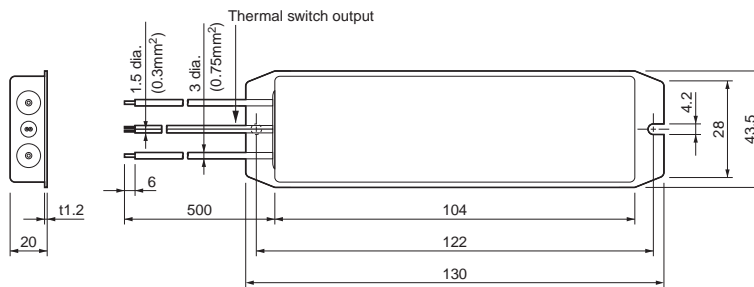 Thermal switch output
1.5 dia.
(0.3mm²)
3 dia.
(0.75mm²)
4.2
28
43.5
6
t1.2
500
104
20
122
130